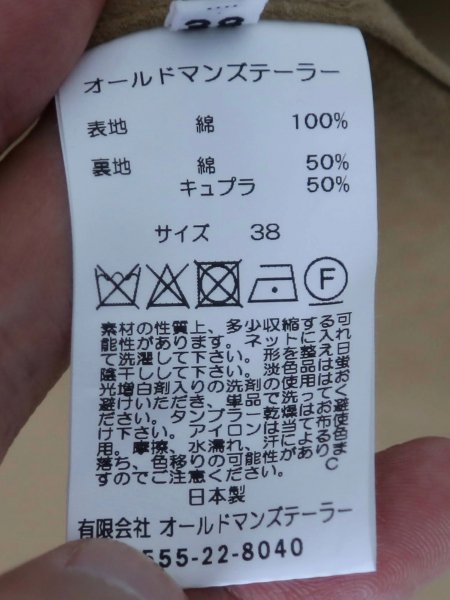 38
オールドマンズテーラー
表地 綿 100%
裏地 綿 50%
キュプラ 50%
サイズ 38
F
素材の性質上、多少収縮する可
能性があります。ネットに入れ
て洗濯して下さい。形を整え日
陰干しして下さい。淡色品は蛍
光増白剤入りの洗剤の使用はお
避けいただき、単品で洗ってく
ださい。タンブラー乾燥はお避
け下さい。アイロンは当て布使
用。摩擦、水濡れ、汗による色
落ち、色移りの可能性がありま
すのでご注意ください。 C
日本製
有限会社 オールドマンズテーラー
555-22-8040